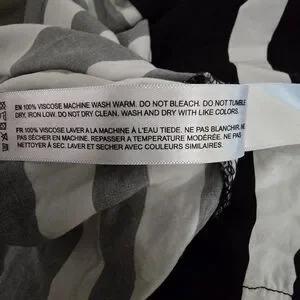 EN 100% VISCOSE MACHINE WASH WARM. DO NOT BLEACH. DO NOT TUMBLE
DRY, IRON LOW. DO NOT DRY CLEAN. WASH AND DRY WITH LIKE COLORS.
FR 100% VISCOSE LAVER A LA MACHINE À L'EAU TIEDE. NE PAS BLANCHIR. NE
PAS SÉCHER EN MACHINE. REPASSER A TEMPERATURE MODÉRÉE. NE PAS
NETTOYER A SEC. LAVER ET SECHER AVEC COULEURS SIMILAIRES.